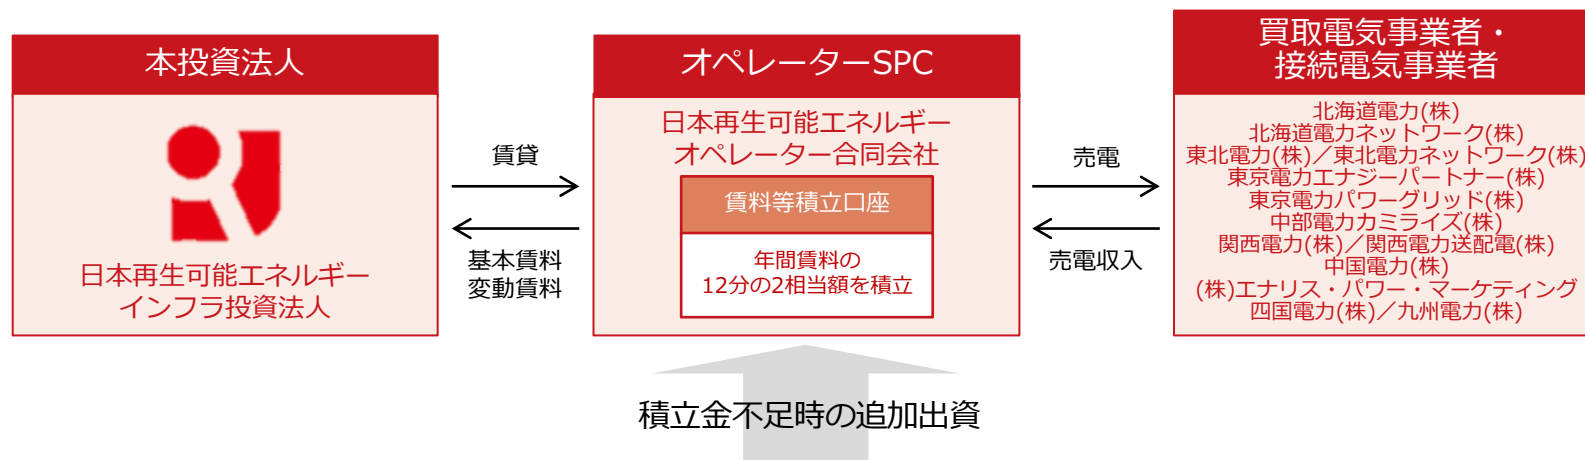 本投資法人
日本再生可能エネルギー
インフラ投資法人
賃貸
基本賃料
変動賃料
オペレーターSPC
日本再生可能エネルギー
オペレーター合同会社
賃料等積立口座
年間賃料の
12分の2相当額を積立
売電
売電収入
買取電気事業者・
接続電気事業者
北海道電力(株)
北海道電力ネットワーク(株)
東北電力(株)／東北電力ネットワーク(株)
東京電力エナジーパートナー(株)
東京電力パワーグリッド(株)
中部電力カミライズ(株)
関西電力(株)／関西電力送配電(株)
中国電力(株)
(株)エナリス・パワー・マーケティング
四国電力(株)／九州電力(株)
積立金不足時の追加出資